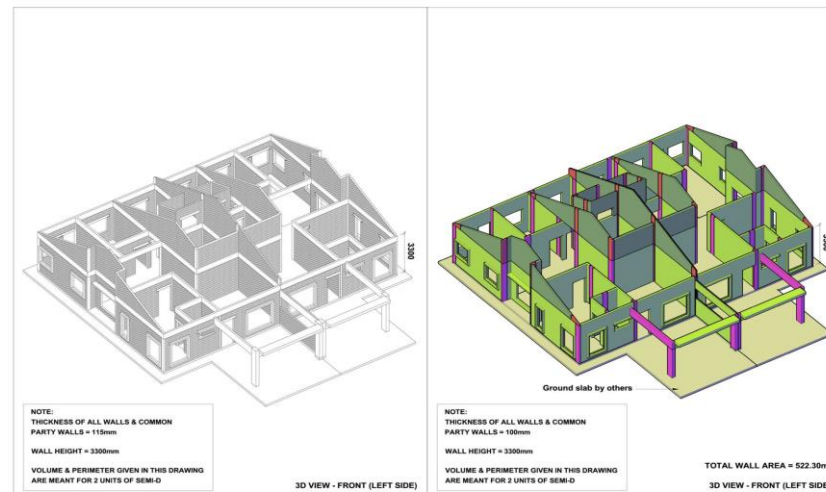 3300
NOTE:
THICKNESS OF ALL WALLS & COMMON
PARTY WALLS = 115mm
WALL HEIGHT = 3300mm
VOLUME & PERIMETER GIVEN IN THIS DRAWING
ARE MEANT FOR 2 UNITS OF SEMI-D
3D VIEW - FRONT (LEFT SIDE)
Ground slab by others
NOTE:
THICKNESS OF ALL WALLS & COMMON
PARTY WALLS = 100mm
WALL HEIGHT = 3300mm
VOLUME & PERIMETER GIVEN IN THIS DRAWING
ARE MEANT FOR 2 UNITS OF SEMI-D
TOTAL WALL AREA = 522.30m
3D VIEW - FRONT (LEFT SIDE